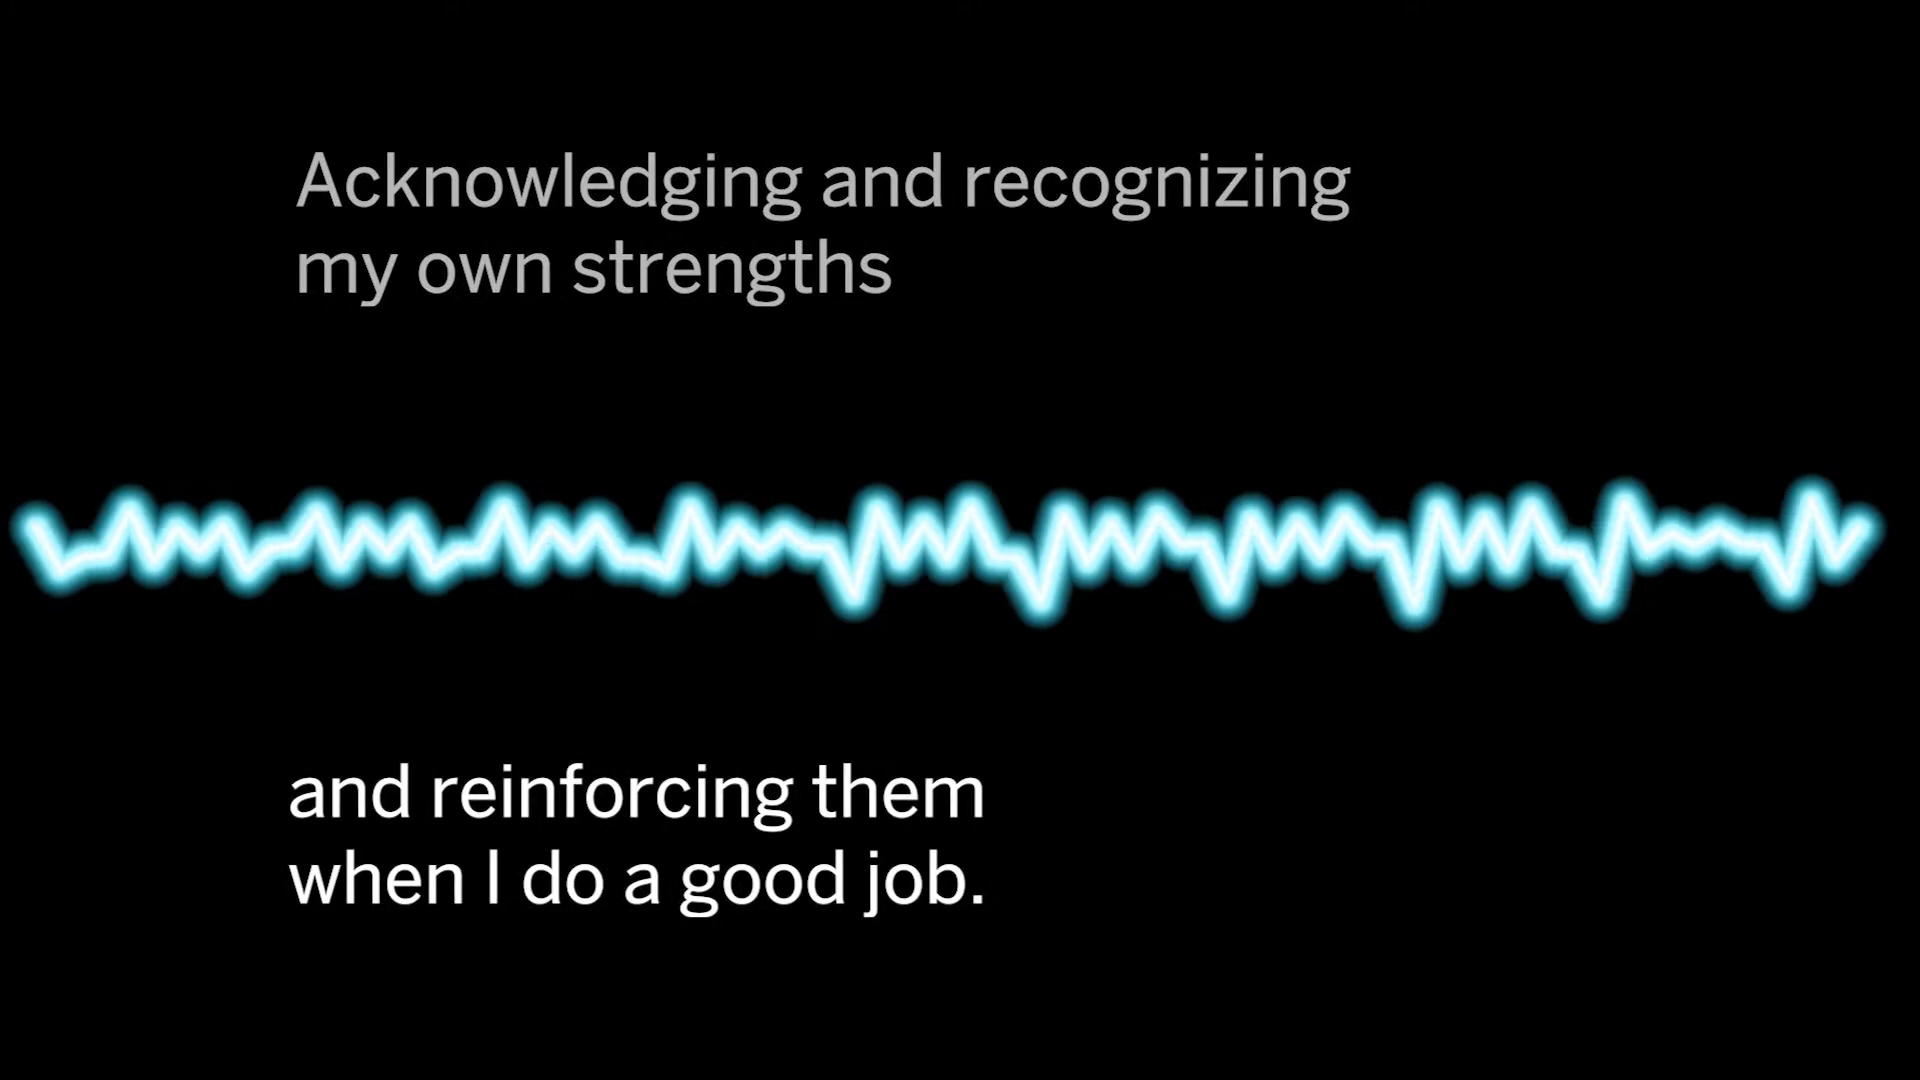 Acknowledging and recognizing
my own strengths
and reinforcing them
when I do a good job.